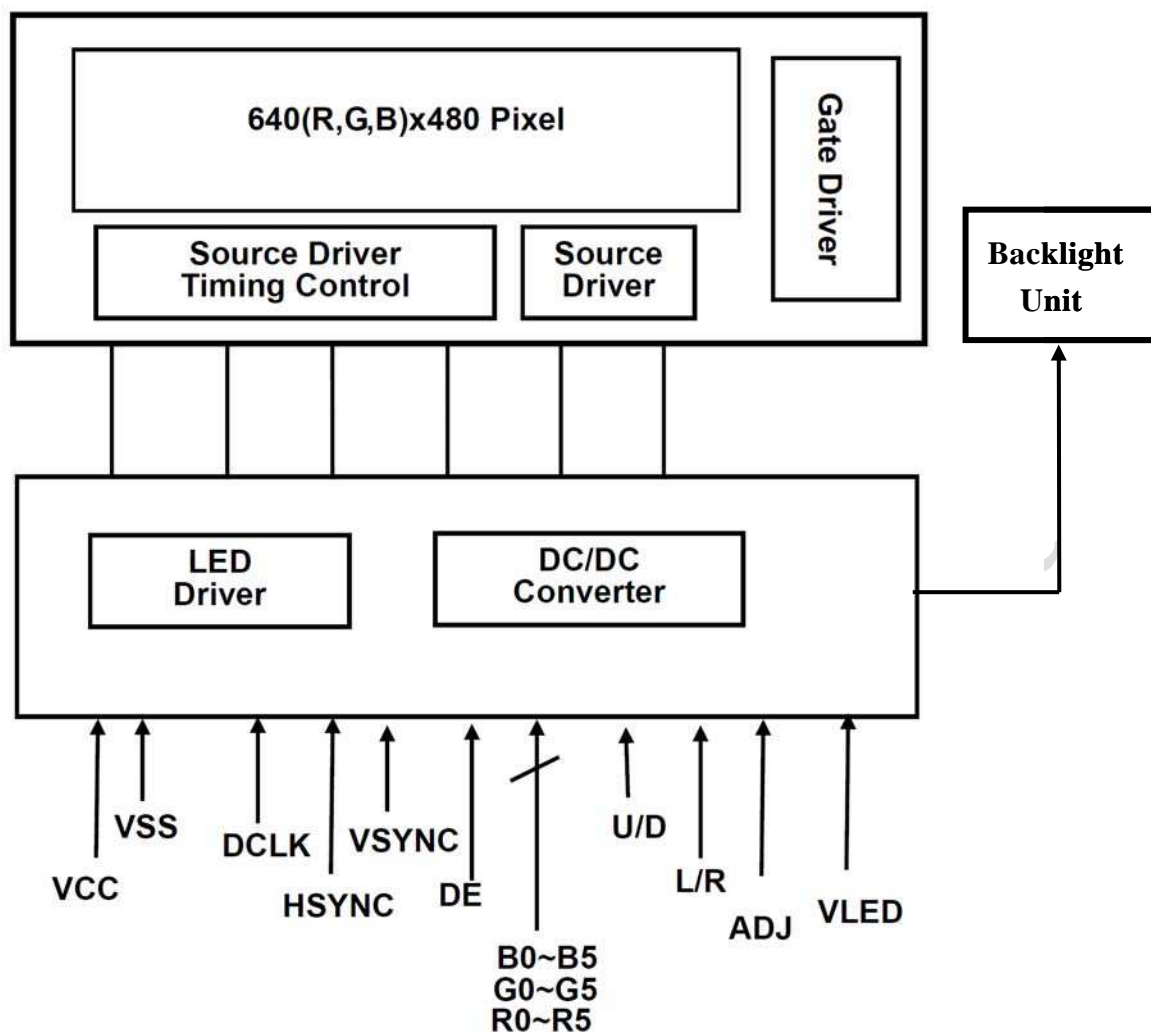 640(R,G,B)x480 Pixel
Gate Driver
Source Driver
Timing Control
Source
Driver
Backlight
Unit
LED
Driver
DC/DC
Converter
VCC
VSS
DCLK
HSYNC
VSYNC
DE
B0~B5
G0~G5
R0~R5
U/D
L/R
ADJ
VLED